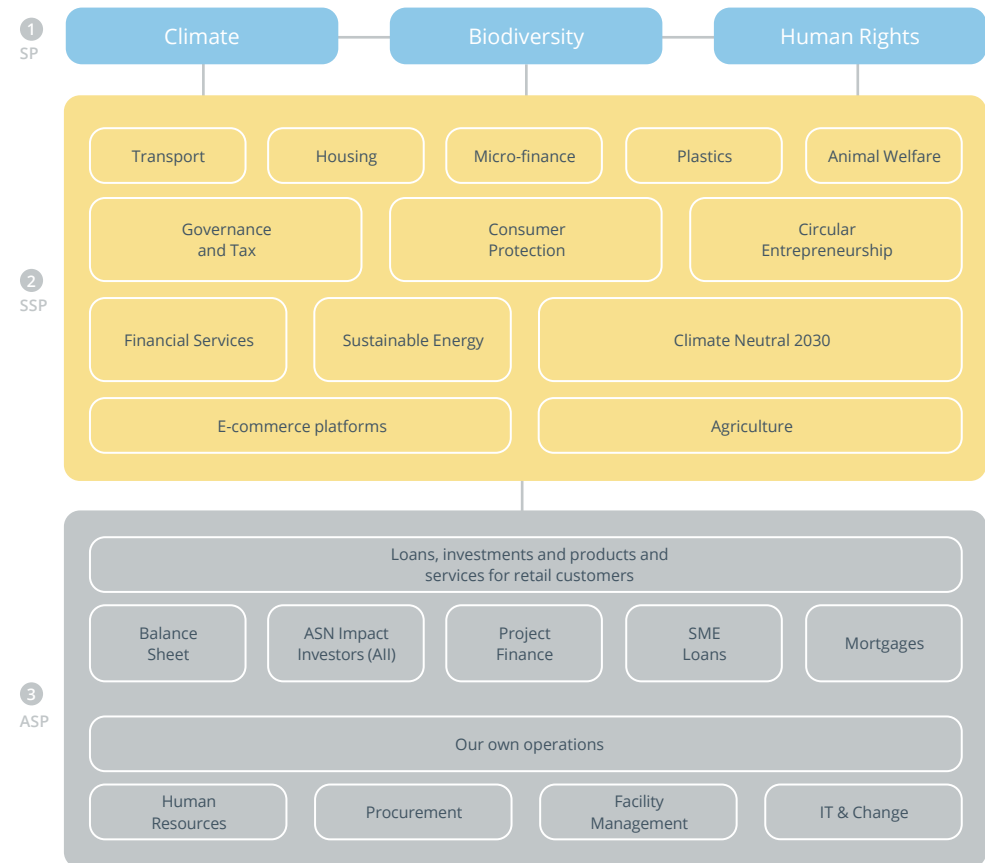 1
SP
Climate
Biodiversity
Human Rights
Transport
Housing
Micro-finance
Plastics
Animal Welfare
Governance
and Tax
Consumer
Protection
Circular
Entrepreneurship
2
SSP
Financial Services
Sustainable Energy
Climate Neutral 2030
E-commerce platforms
Agriculture
Loans, investments and products and
services for retail customers
Balance
Sheet
ASN Impact
Investors (AII)
Project
Finance
SME
Loans
Mortgages
3
ASP
Our own operations
Human
Resources
Procurement
Facility
Management
IT & Change